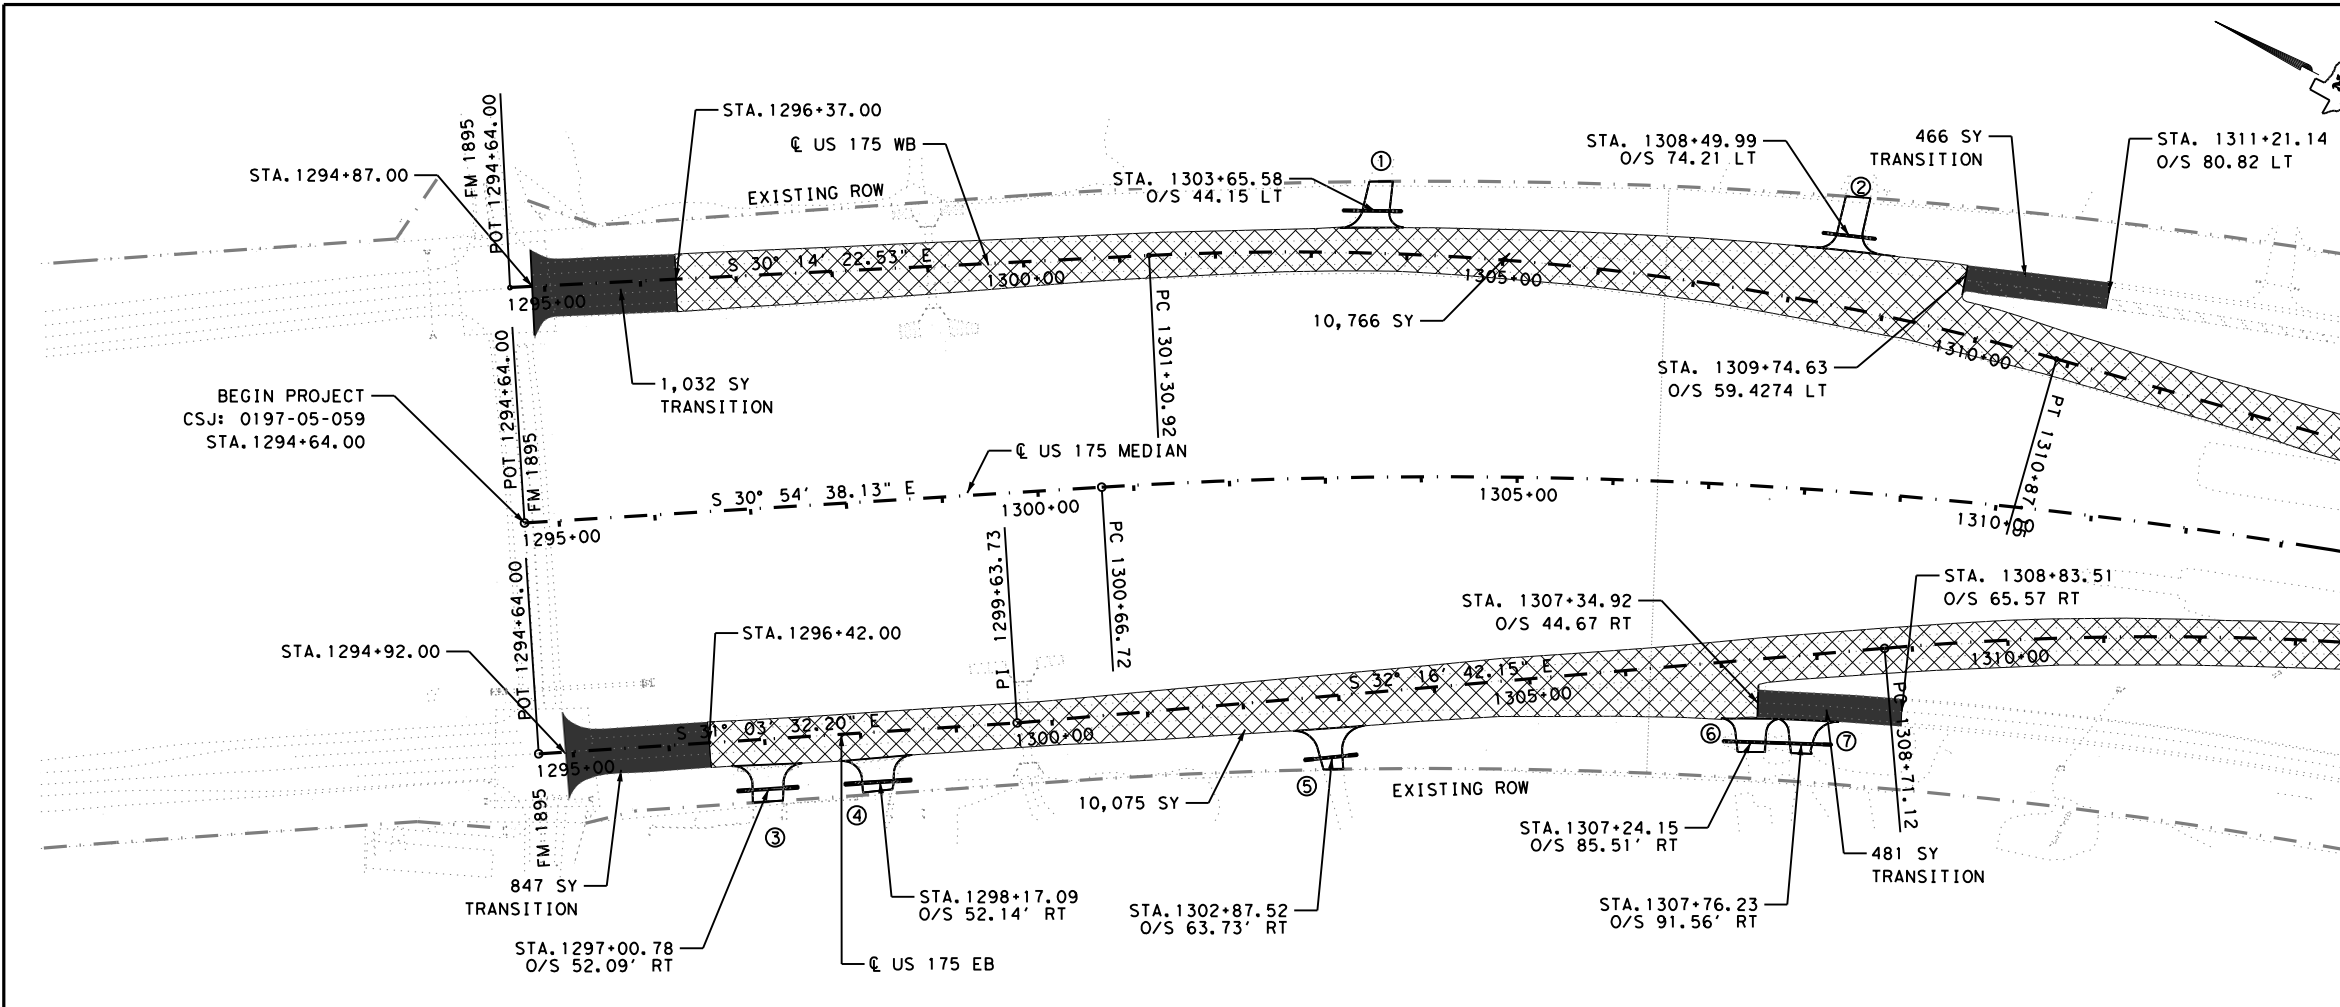 STA.1296+37.00
℄ US 175 WB
STA.1294+87.00
FM 1895
POT 1294+64.00
EXISTING ROW
①
STA. 1303+65.58
O/S 44.15 LT
STA. 1308+49.99
O/S 74.21 LT
②
466 SY
TRANSITION
STA. 1311+21.14
O/S 80.82 LT
S 30° 14' 22.53" E
1295+00
1300+00
1305+00
1310+00
PC 1301+30.92
10,766 SY
STA. 1309+74.63
O/S 59.4274 LT
1,032 SY
TRANSITION
BEGIN PROJECT
CSJ: 0197-05-059
STA.1294+64.00
POT 1294+64.00
FM 1895
℄ US 175 MEDIAN
S 30° 54' 38.13" E
1295+00
1300+00
1305+00
1310+00
PI 1299+63.73
PC 1300+66.72
STA. 1307+34.92
O/S 44.67 RT
STA. 1308+83.51
O/S 65.57 RT
STA.1294+92.00
STA.1296+42.00
POT 1294+64.00
FM 1895
S 31° 03' 32.20" E
S 32° 16' 42.15" E
1295+00
1300+00
1305+00
1310+00
PC 1308+71.12
③
④
⑤
⑥
⑦
10,075 SY
EXISTING ROW
847 SY
TRANSITION
STA.1297+00.78
O/S 52.09' RT
STA.1298+17.09
O/S 52.14' RT
℄ US 175 EB
STA.1302+87.52
O/S 63.73' RT
STA.1307+24.15
O/S 85.51' RT
STA.1307+76.23
O/S 91.56' RT
481 SY
TRANSITION